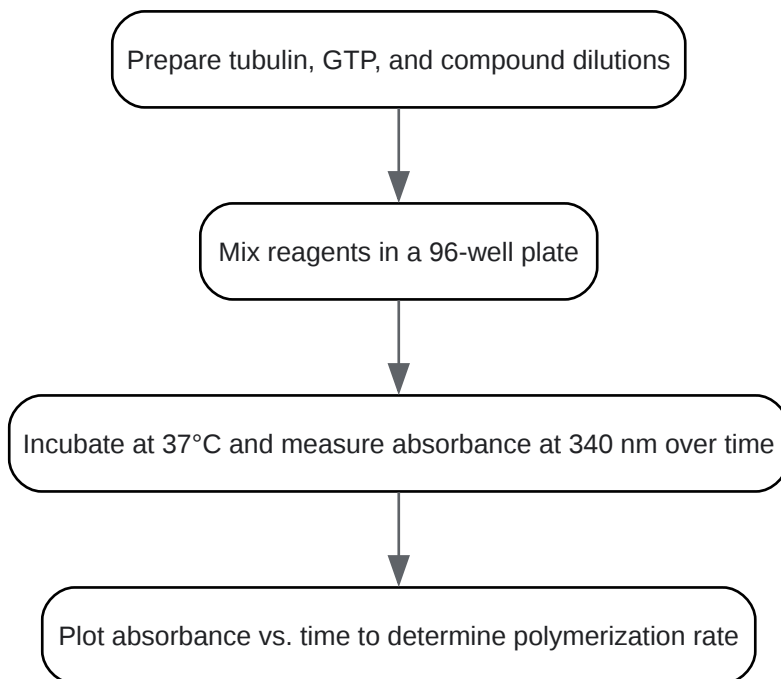 Prepare tubulin, GTP, and compound dilutions
Mix reagents in a 96-well plate
Incubate at 37°C and measure absorbance at 340 nm over time
Plot absorbance vs. time to determine polymerization rate